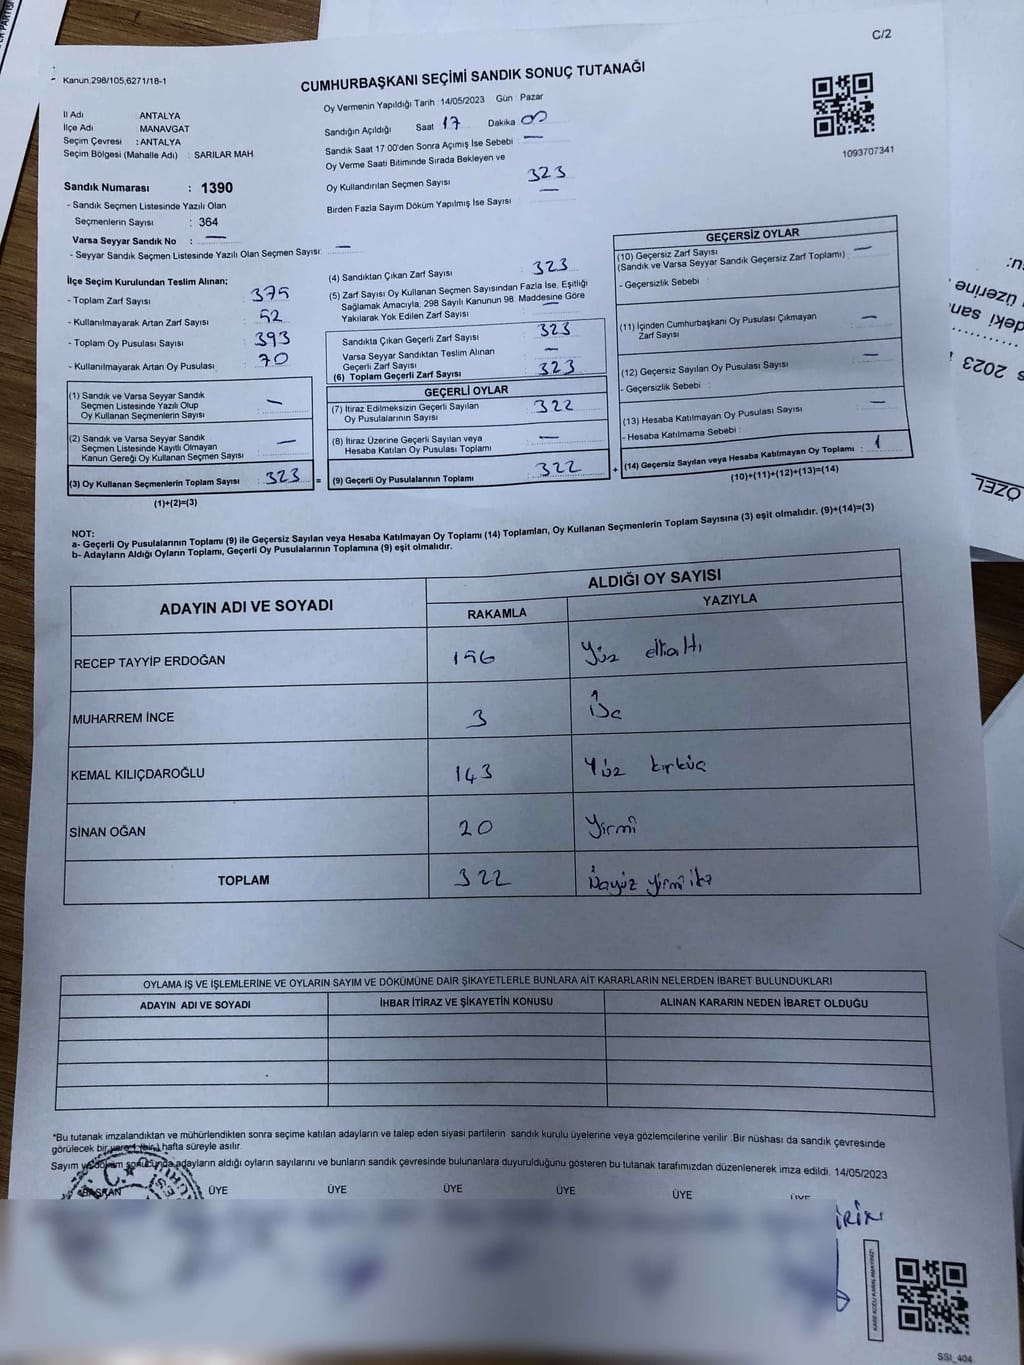 C/2
Kanun 298/105,6271/18-1
CUMHURBAŞKANI SEÇİMİ SANDIK SONUÇ TUTANAĞI
İl Adı : ANTALYA
İlçe Adı : MANAVGAT
Seçim Çevresi : ANTALYA
Seçim Bölgesi (Mahalle Adı) : SARILAR MAH.
Sandık Numarası : 1390
- Sandık Seçmen Listesinde Yazılı Olan
Seçmenlerin Sayısı : 364
Varsa Seyyar Sandık No : —
- Seyyar Sandık Seçmen Listesinde Yazılı Olan Seçmen Sayısı: —
Oy Vermenin Yapıldığı Tarih :14/05/2023 Gün : Pazar
Sandığın Açıldığı Saat 17 Dakika 00
Sandık Saat 17:00'den Sonra Açımış İse Sebebi : —
Oy Verme Saati Bitiminde Sırada Bekleyen ve
Oy Kullandırılan Seçmen Sayısı 323
Birden Fazla Sayım Döküm Yapılmış İse Sayısı —
1093707341
İlçe Seçim Kurulundan Teslim Alınan;
- Toplam Zarf Sayısı : 375
- Kullanılmayarak Artan Zarf Sayısı : 52
- Toplam Oy Pusulası Sayısı : 393
- Kullanılmayarak Artan Oy Pusulası : 70
(1) Sandık ve Varsa Seyyar Sandık
Seçmen Listesinde Yazılı Olup
Oy Kullanan Seçmenlerin Sayısı : —
(2) Sandık ve Varsa Seyyar Sandık
Seçmen Listesinde Kayıtlı Olmayan
Kanun Gereği Oy Kullanan Seçmen Sayısı : —
(3) Oy Kullanan Seçmenlerin Toplam Sayısı : 323 =
(1)+(2)=(3)
(4) Sandıktan Çıkan Zarf Sayısı : 323
(5) Zarf Sayısı Oy Kullanan Seçmen Sayısından Fazla İse, Eşitliği
Sağlamak Amacıyla, 298 Sayılı Kanunun 98. Maddesine Göre
Yakılarak Yok Edilen Zarf Sayısı : —
Sandıkta Çıkan Geçerli Zarf Sayısı : 323
Varsa Seyyar Sandıktan Teslim Alınan
Geçerli Zarf Sayısı : —
(6) Toplam Geçerli Zarf Sayısı : 323
GEÇERLİ OYLAR
(7) İtiraz Edilmeksizin Geçerli Sayılan
Oy Pusulalarının Sayısı : 322
(8) İtiraz Üzerine Geçerli Sayılan veya
Hesaba Katılan Oy Pusulası Toplamı : —
(9) Geçerli Oy Pusulalarının Toplamı : 322 +
GEÇERSİZ OYLAR
(10) Geçersiz Zarf Sayısı
(Sandık ve Varsa Seyyar Sandık Geçersiz Zarf Toplamı) : —
- Geçersizlik Sebebi :
(11) İçinden Cumhurbaşkanı Oy Pusulası Çıkmayan
Zarf Sayısı : —
(12) Geçersiz Sayılan Oy Pusulası Sayısı : —
- Geçersizlik Sebebi :
(13) Hesaba Katılmayan Oy Pusulası Sayısı : —
- Hesaba Katılmama Sebebi :
(14) Geçersiz Sayılan veya Hesaba Katılmayan Oy Toplamı : 1
(10)+(11)+(12)+(13)=(14)
NOT:
a- Geçerli Oy Pusulalarının Toplamı (9) ile Geçersiz Sayılan veya Hesaba Katılmayan Oy Toplamı (14) Toplamları, Oy Kullanan Seçmenlerin Toplam Sayısına (3) eşit olmalıdır. (9)+(14)=(3)
b- Adayların Aldığı Oyların Toplamı, Geçerli Oy Pusulalarının Toplamına (9) eşit olmalıdır.
ADAYIN ADI VE SOYADI
ALDIĞI OY SAYISI
RAKAMLA YAZIYLA
RECEP TAYYİP ERDOĞAN 156 Yüz elli altı
MUHARREM İNCE 3 Üç
KEMAL KILIÇDAROĞLU 143 Yüz kırküç
SİNAN OĞAN 20 Yirmi
TOPLAM 322 Üçyüz yirmi iki
OYLAMA İŞ VE İŞLEMLERİNE VE OYLARIN SAYIM VE DÖKÜMÜNE DAİR ŞİKAYETLERLE BUNLARA AİT KARARLARIN NELERDEN İBARET BULUNDUKLARI
ADAYIN ADI VE SOYADI İHBAR İTİRAZ VE ŞİKAYETİN KONUSU ALINAN KARARIN NEDEN İBARET OLDUĞU
*Bu tutanak imzalandıktan ve mühürlendikten sonra seçime katılan adayların ve talep eden siyasi partilerin sandık kurulu üyelerine veya gözlemcilerine verilir. Bir nüshası da sandık çevresinde
görülecek bir yere 1 (bir) hafta süreyle asılır.
Sayım ve döküm sonucunda adayların aldığı oyların sayılarını ve bunların sandık çevresinde bulunanlara duyurulduğunu gösteren bu tutanak tarafımızdan düzenlenerek imza edildi. 14/05/2023
BAŞKAN ÜYE ÜYE ÜYE ÜYE ÜYE ÜYE
SSI_404
üzerine
deki
2023
ÖZEL